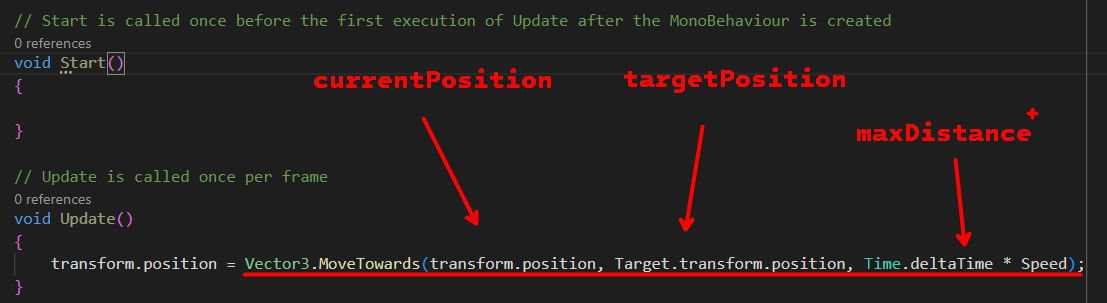 // Start is called once before the first execution of Update after the MonoBehaviour is created
0 references
void Start()
{
currentPosition
targetPosition
maxDistance
}
// Update is called once per frame
0 references
void Update()
{
transform.position = Vector3.MoveTowards(transform.position, Target.transform.position, Time.deltaTime * Speed);
}